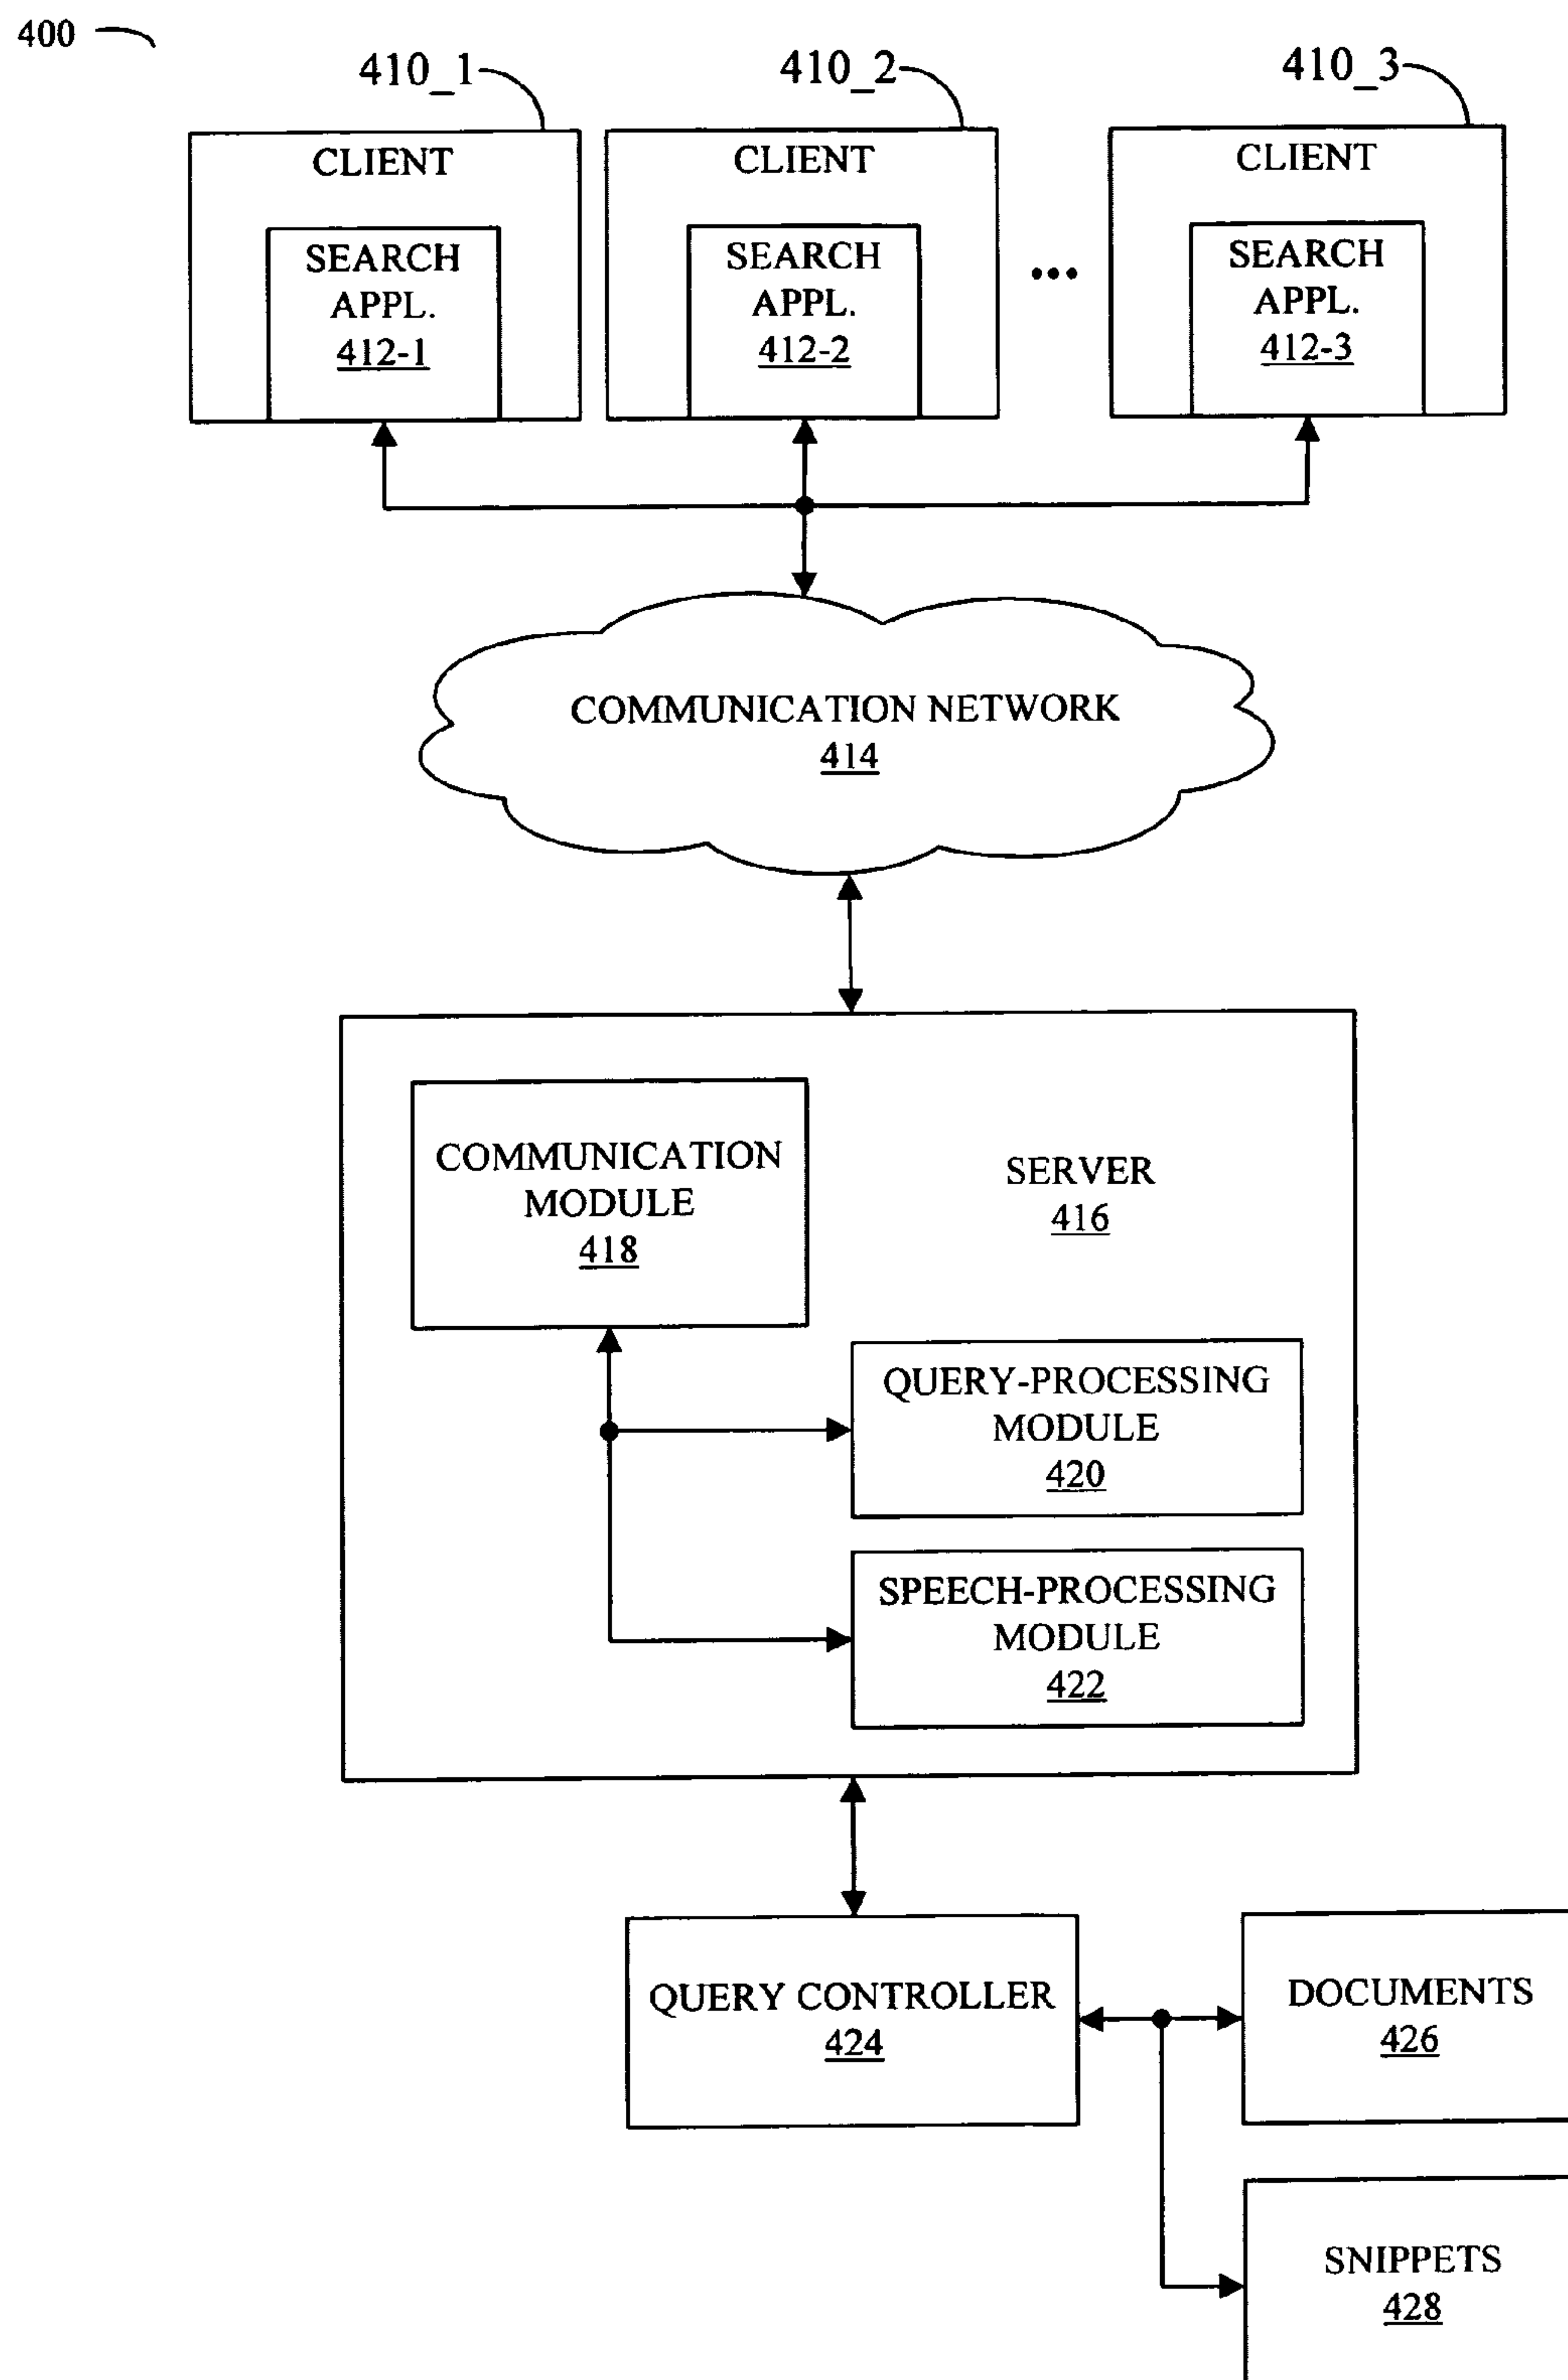 400
410_1
410_2
410_3
CLIENT
SEARCH
APPL.
412-1
CLIENT
SEARCH
APPL.
412-2
...
CLIENT
SEARCH
APPL.
412-3
COMMUNICATION NETWORK
414
COMMUNICATION
MODULE
418
SERVER
416
QUERY-PROCESSING
MODULE
420
SPEECH-PROCESSING
MODULE
422
QUERY CONTROLLER
424
DOCUMENTS
426
SNIPPETS
428